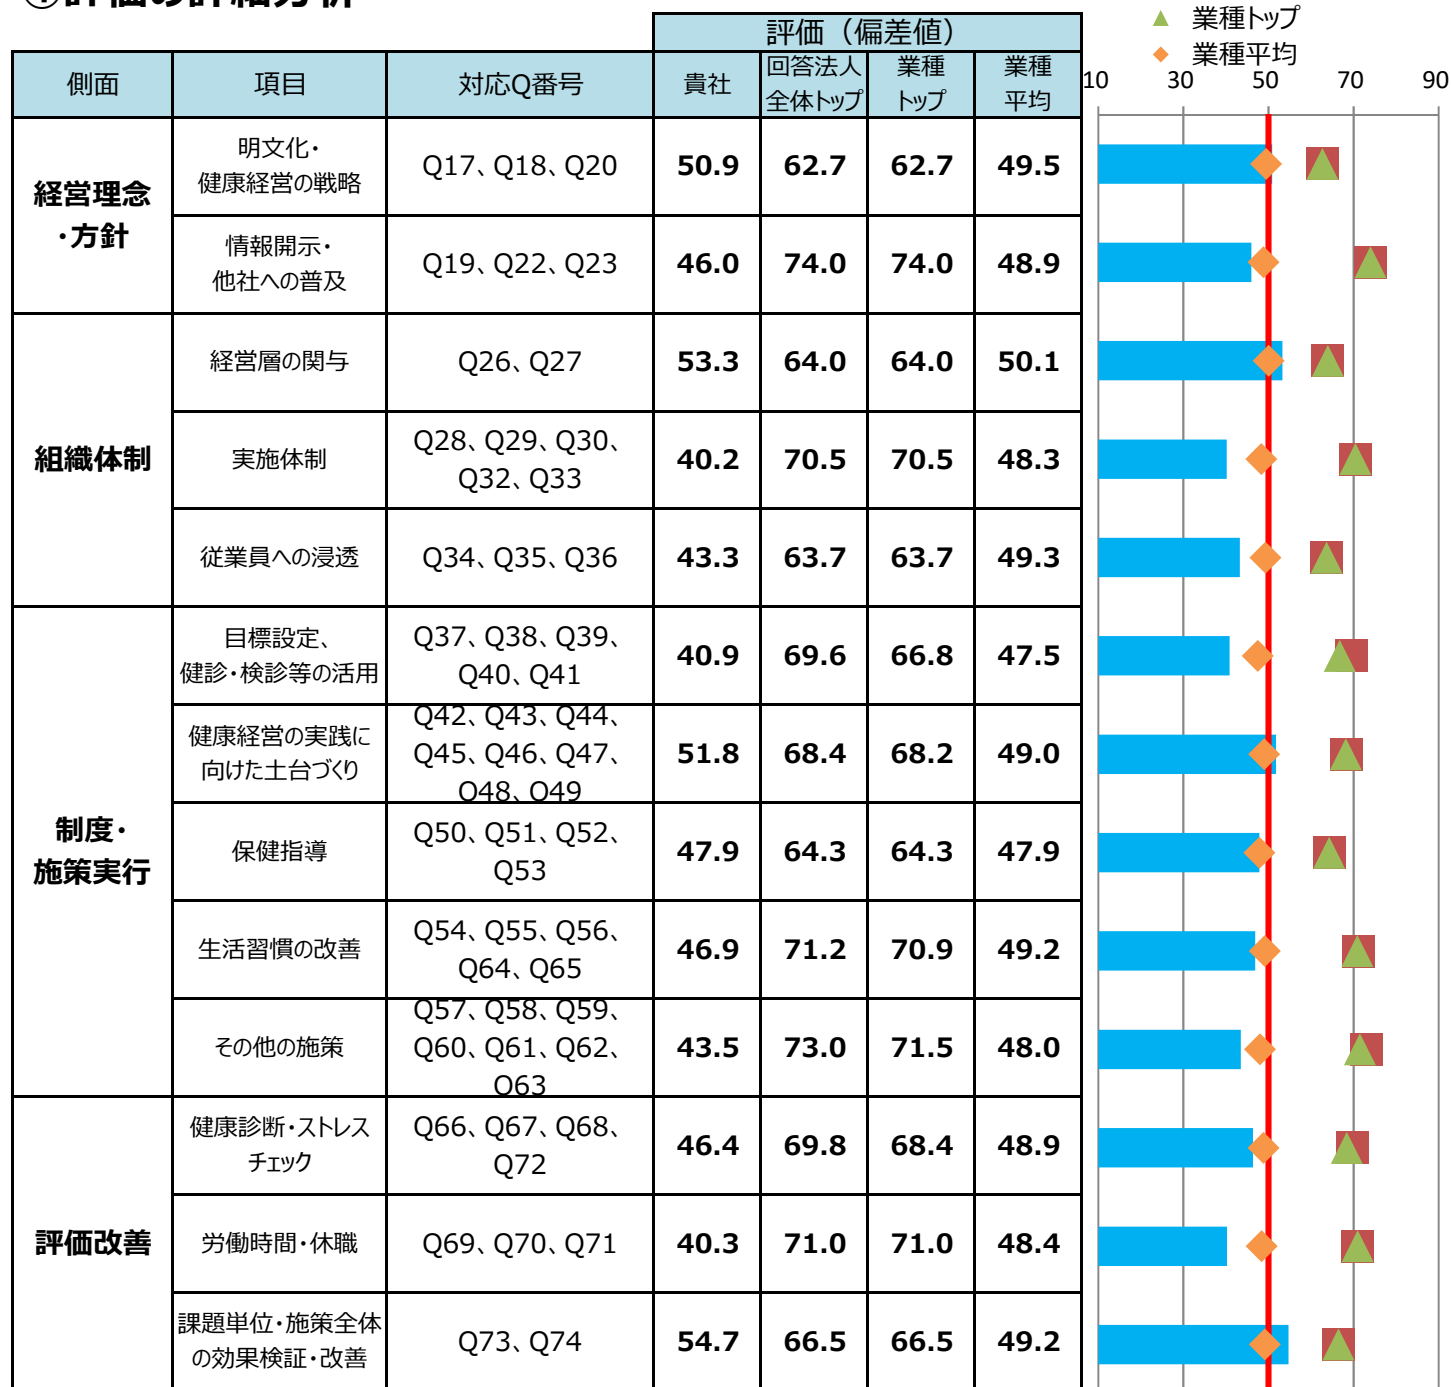 ④評価の詳細分析
業種トップ
業種平均
評価（偏差値）
側面 項目 対応Q番号 貴社 回答法人 業種 業種
全体トップ トップ 平均
10 30 50 70 90
経営理念
・方針
明文化・
健康経営の戦略
Q17、Q18、Q20 50.9 62.7 62.7 49.5
情報開示・
他社への普及
Q19、Q22、Q23 46.0 74.0 74.0 48.9
組織体制
経営層の関与 Q26、Q27 53.3 64.0 64.0 50.1
実施体制
Q28、Q29、Q30、
Q32、Q33
40.2 70.5 70.5 48.3
従業員への浸透 Q34、Q35、Q36 43.3 63.7 63.7 49.3
制度・
施策実行
目標設定、
健診・検診等の活用
Q37、Q38、Q39、
Q40、Q41
40.9 69.6 66.8 47.5
健康経営の実践に
向けた土台づくり
Q42、Q43、Q44、
Q45、Q46、Q47、
Q48、Q49
51.8 68.4 68.2 49.0
保健指導
Q50、Q51、Q52、
Q53
47.9 64.3 64.3 47.9
生活習慣の改善
Q54、Q55、Q56、
Q64、Q65
46.9 71.2 70.9 49.2
その他の施策
Q57、Q58、Q59、
Q60、Q61、Q62、
Q63
43.5 73.0 71.5 48.0
評価改善
健康診断・ストレス
チェック
Q66、Q67、Q68、
Q72
46.4 69.8 68.4 48.9
労働時間・休職 Q69、Q70、Q71 40.3 71.0 71.0 48.4
課題単位・施策全体
の効果検証・改善
Q73、Q74 54.7 66.5 66.5 49.2